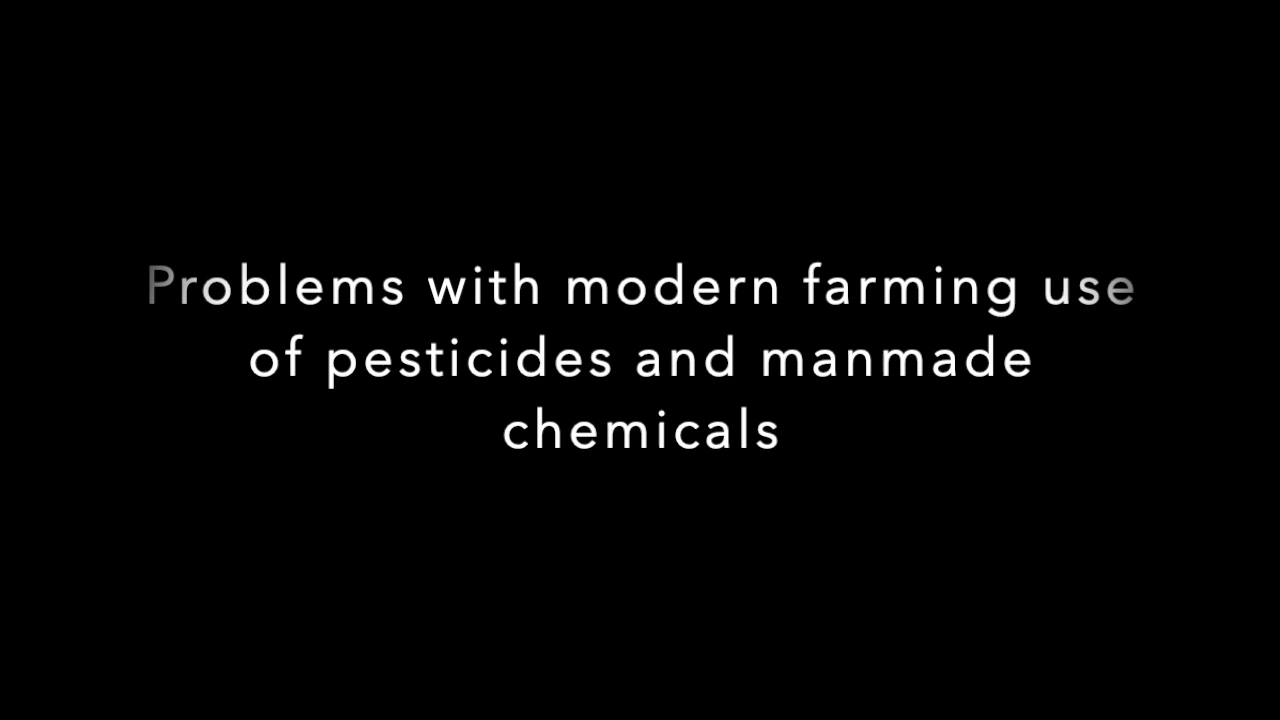 Problems with modern farming use
of pesticides and manmade
chemicals